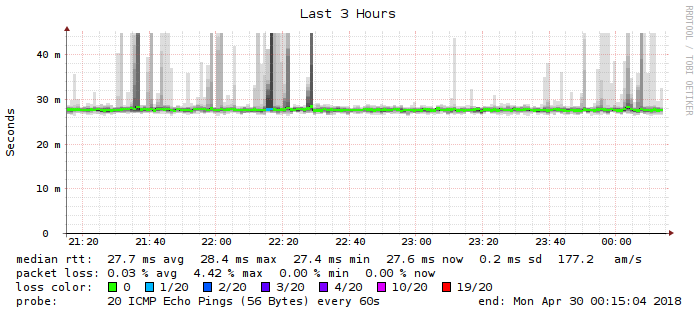 Last 3 Hours
RRDTOOL / TOBI OETIKER
Seconds
40 m
30 m
20 m
10 m
0
21:20 21:40 22:00 22:20 22:40 23:00 23:20 23:40 00:00
median rtt: 27.7 ms avg 28.4 ms max 27.4 ms min 27.6 ms now 0.2 ms sd 177.2 am/s
packet loss: 0.03 % avg 4.42 % max 0.00 % min 0.00 % now
loss color: 0 1/20 2/20 3/20 4/20 10/20 19/20
probe: 20 ICMP Echo Pings (56 Bytes) every 60s end: Mon Apr 30 00:15:04 2018